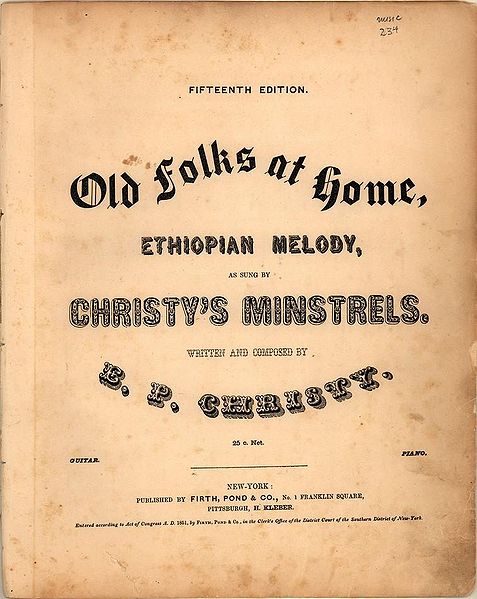 music
234
FIFTEENTH EDITION.
Old Folks at Home,
ETHIOPIAN MELODY,
AS SUNG BY
CHRISTY'S MINSTRELS.
WRITTEN AND COMPOSED BY
E. P. CHRISTY.
25 c. Net.
GUITAR. PIANO.
NEW-YORK:
PUBLISHED BY FIRTH, POND & CO., No. 1 FRANKLIN SQUARE,
PITTSBURGH, H. KLEBER.
Entered according to Act of Congress A. D. 1851, by FIRTH, POND & Co., in the Clerk's Office of the District Court of the Southern District of New-York.